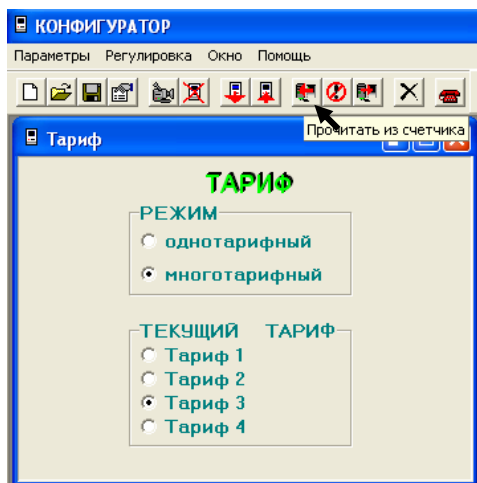 КОНФИГУРАТОР
Параметры Регулировка Окно Помощь
Прочитать из счетчика
Тариф
ТАРИФ
РЕЖИМ
однотарифный
многотарифный
ТЕКУЩИЙ ТАРИФ
Тариф 1
Тариф 2
Тариф 3
Тариф 4